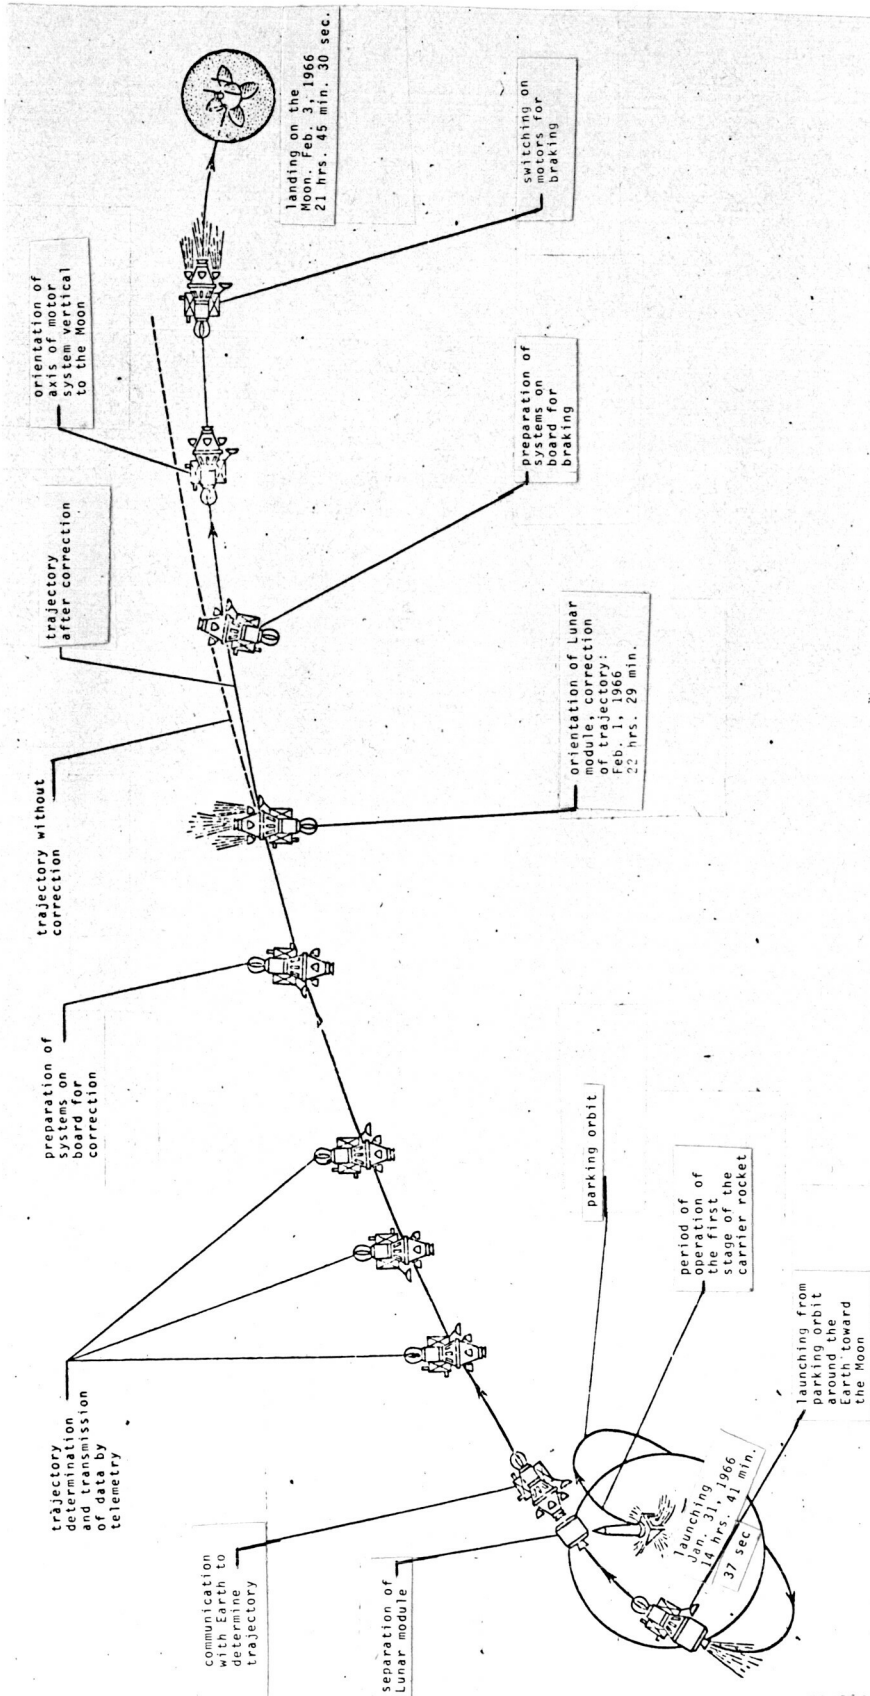 trajectory
determination
and transmission
of data by
telemetry
communication
with Earth to
determine
trajectory
Separation of
Lunar module
preparation of
systems on
board for
correction
trajectory without
correction
trajectory
after correction
orientation of
axis of motor
system vertical
to the Moon
landing on the
Moon. Feb. 3, 1966
21 hrs. 45 min. 30 sec.
switching on
motors for
braking
preparation of
systems on
board for
braking
orientation of Lunar
module, correction
of trajectory:
Feb. 1, 1966
22 hrs. 29 min.
parking orbit
period of
operation of
the first
stage of the
carrier rocket
launching from
parking orbit
around the
Earth toward
the Moon
launching
Jan. 31, 1966
14 hrs. 41 min.
37 sec